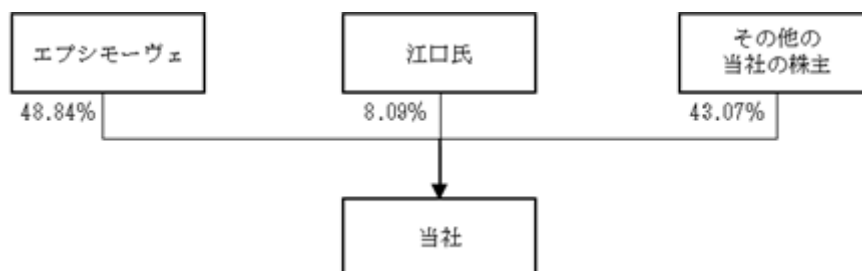 エプシモーヴェ
江口氏
その他の
当社の株主
48.84%
8.09%
43.07%
当社